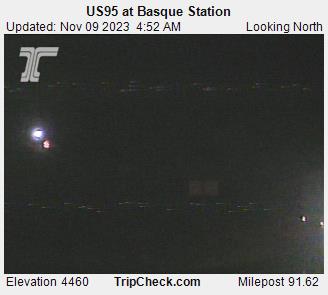 US95 at Basque Station
Updated: Nov 09 2023 4:52 AM Looking North
Elevation 4460 TripCheck.com Milepost 91.62